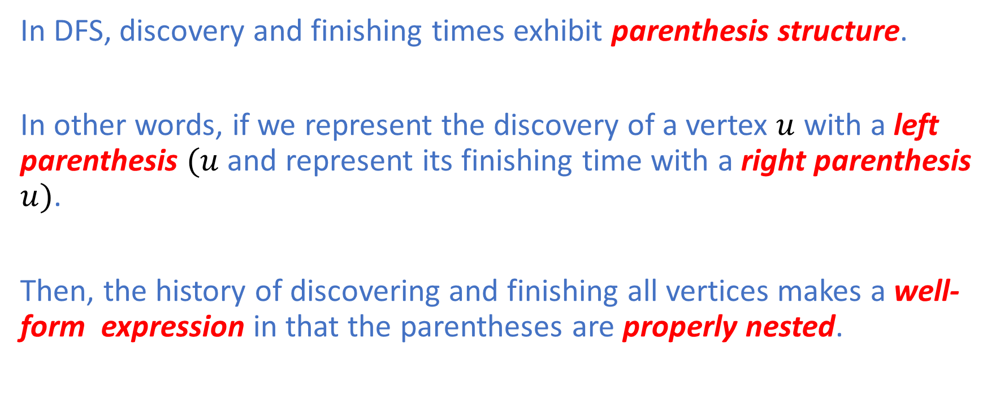 In DFS, discovery and finishing times exhibit parenthesis structure.
In other words, if we represent the discovery of a vertex u with a left
parenthesis (u and represent its finishing time with a right parenthesis
u).
Then, the history of discovering and finishing all vertices makes a well-
form expression in that the parentheses are properly nested.